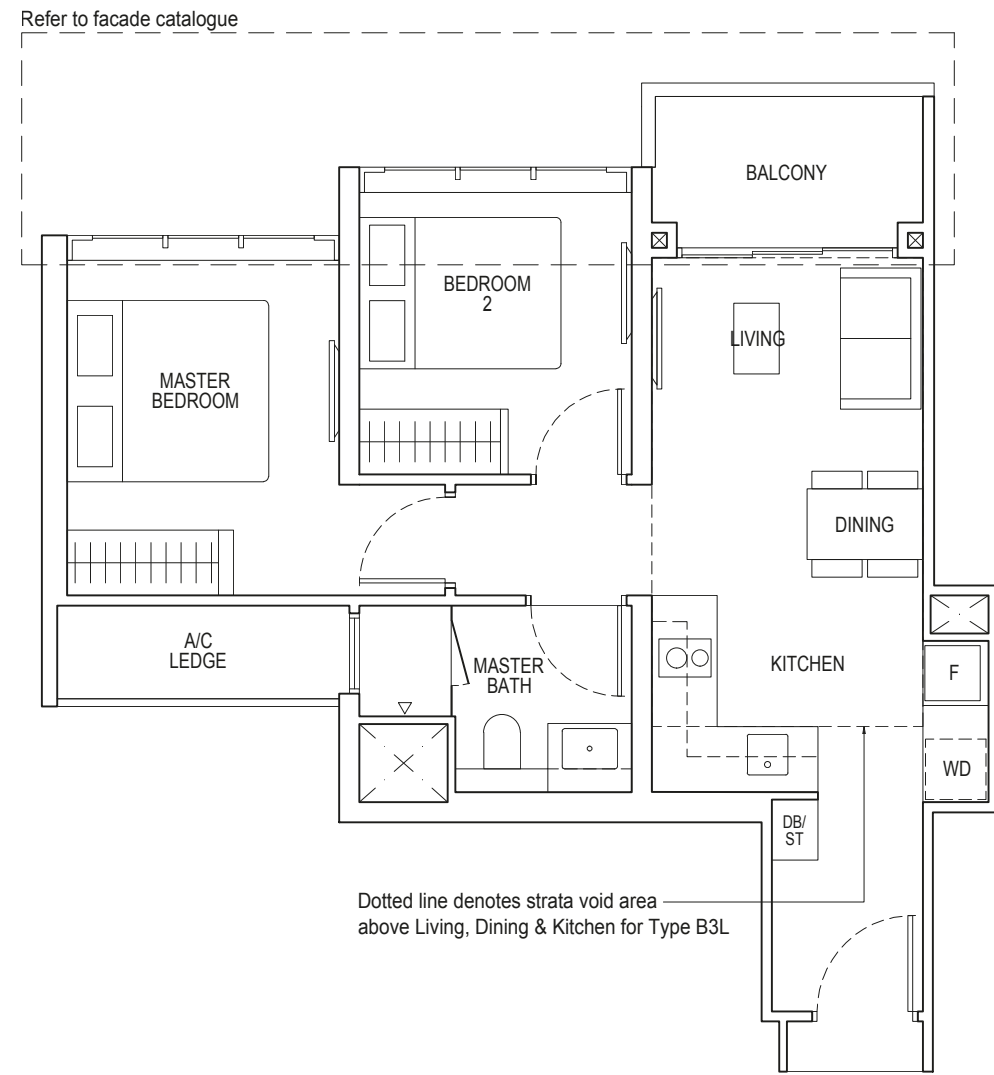 Refer to facade catalogue
BALCONY
BEDROOM
2
LIVING
MASTER
BEDROOM
DINING
A/C
LEDGE
MASTER
BATH
KITCHEN
F
WD
DB/
ST
Dotted line denotes strata void area
above Living, Dining & Kitchen for Type B3L